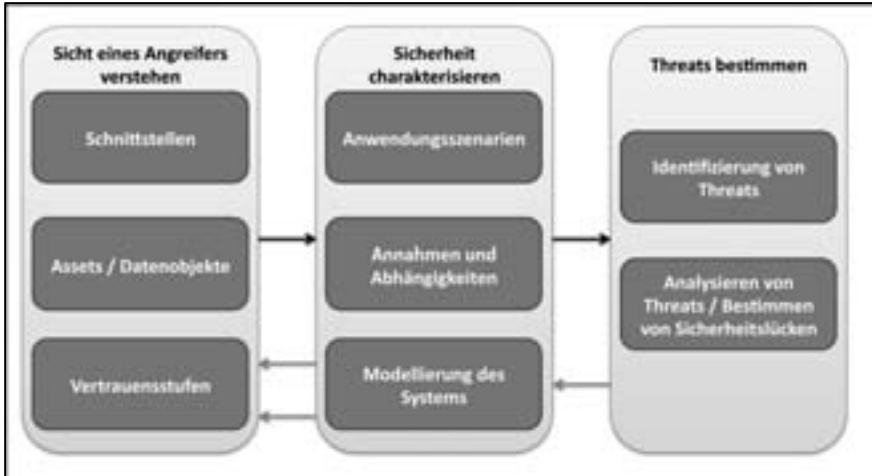 Sicht eines Angreifers
verstehen
Schnittstellen
Assets / Datenobjekte
Vertrauensstufen
Sicherheit
charakterisieren
Anwendungsszenarien
Annahmen und
Abhängigkeiten
Modellierung des
Systems
Threats bestimmen
Identifizierung von
Threats
Analysieren von
Threats / Bestimmen
von Sicherheitslücken